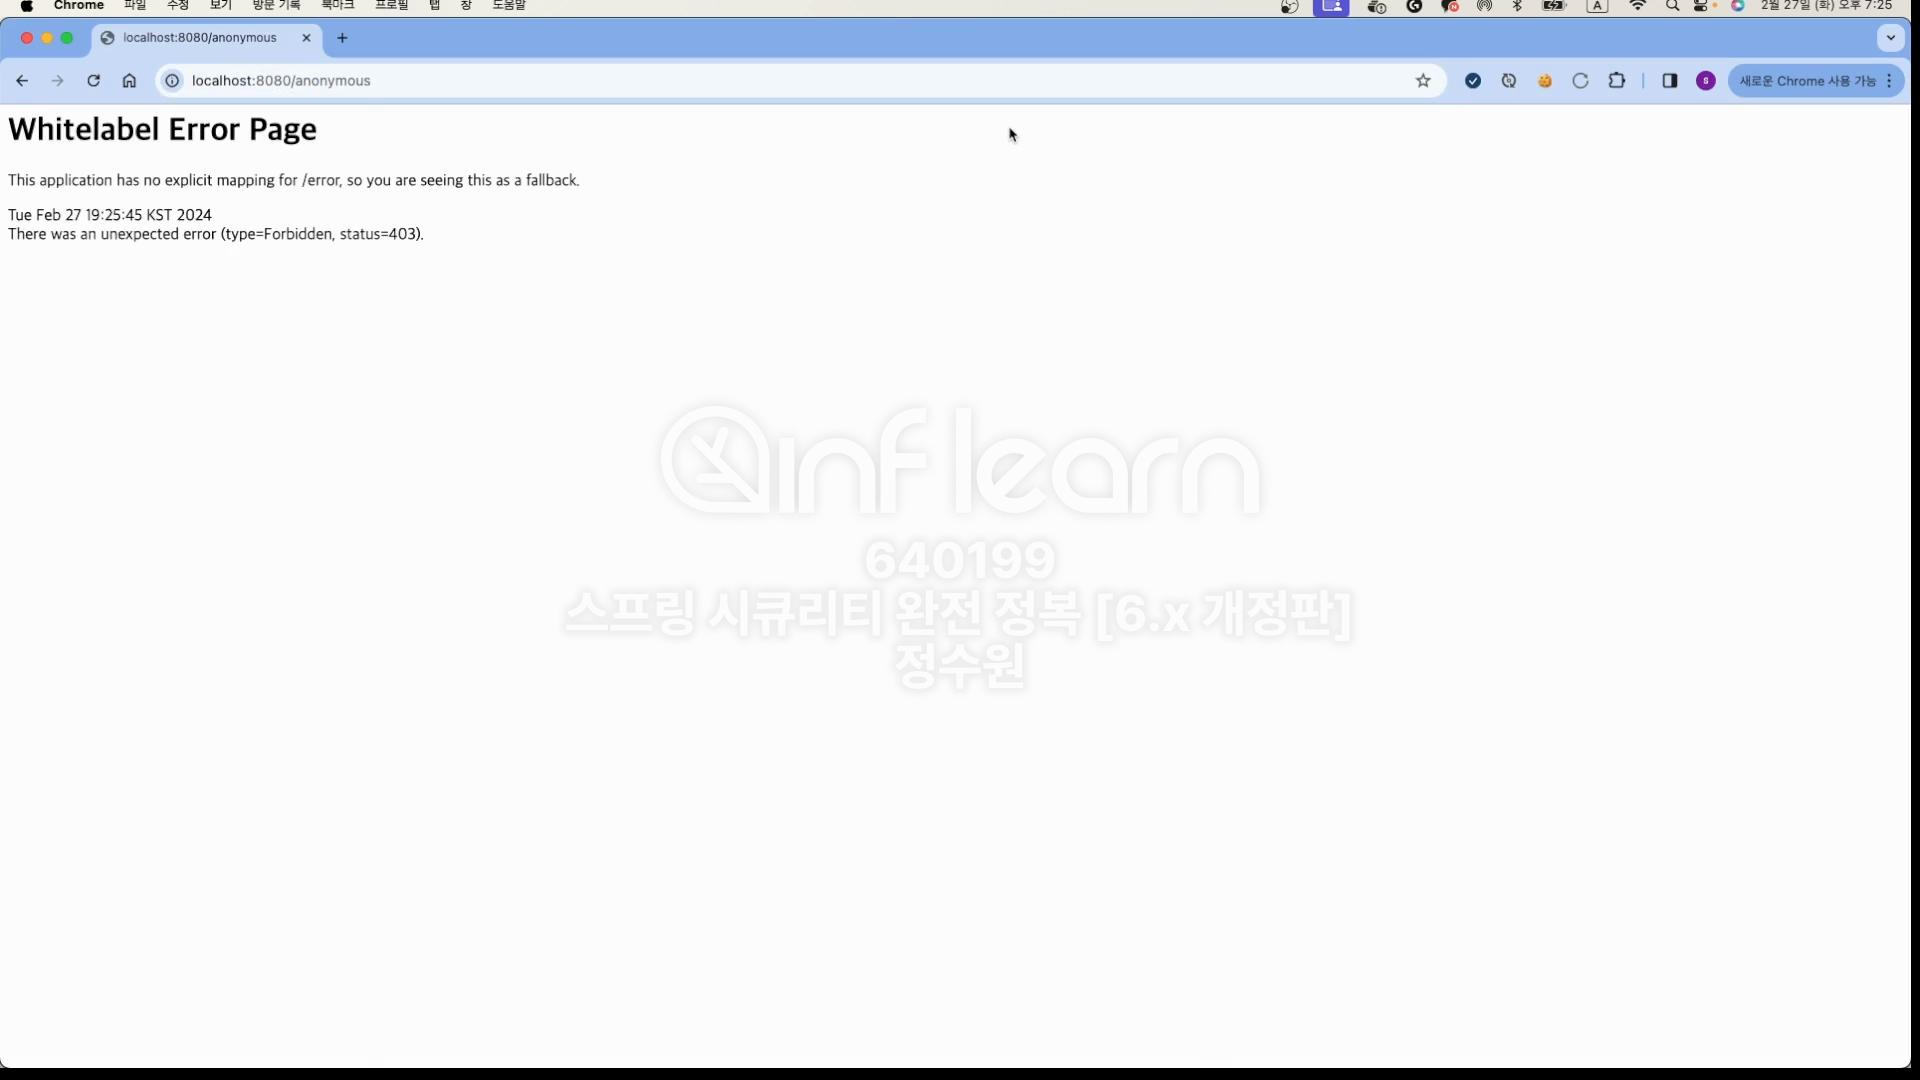 Chrome 파일 수정 보기 방문 기록 북마크 프로필 탭 창 도움말 A 2월 27일 (화) 오후 7:25
localhost:8080/anonymous
localhost:8080/anonymous 새로운 Chrome 사용 가능
Whitelabel Error Page
This application has no explicit mapping for /error, so you are seeing this as a fallback.
Tue Feb 27 19:25:45 KST 2024
There was an unexpected error (type=Forbidden, status=403).
inflearn
640199
스프링 시큐리티 완전 정복 [6.x 개정판]
정수원